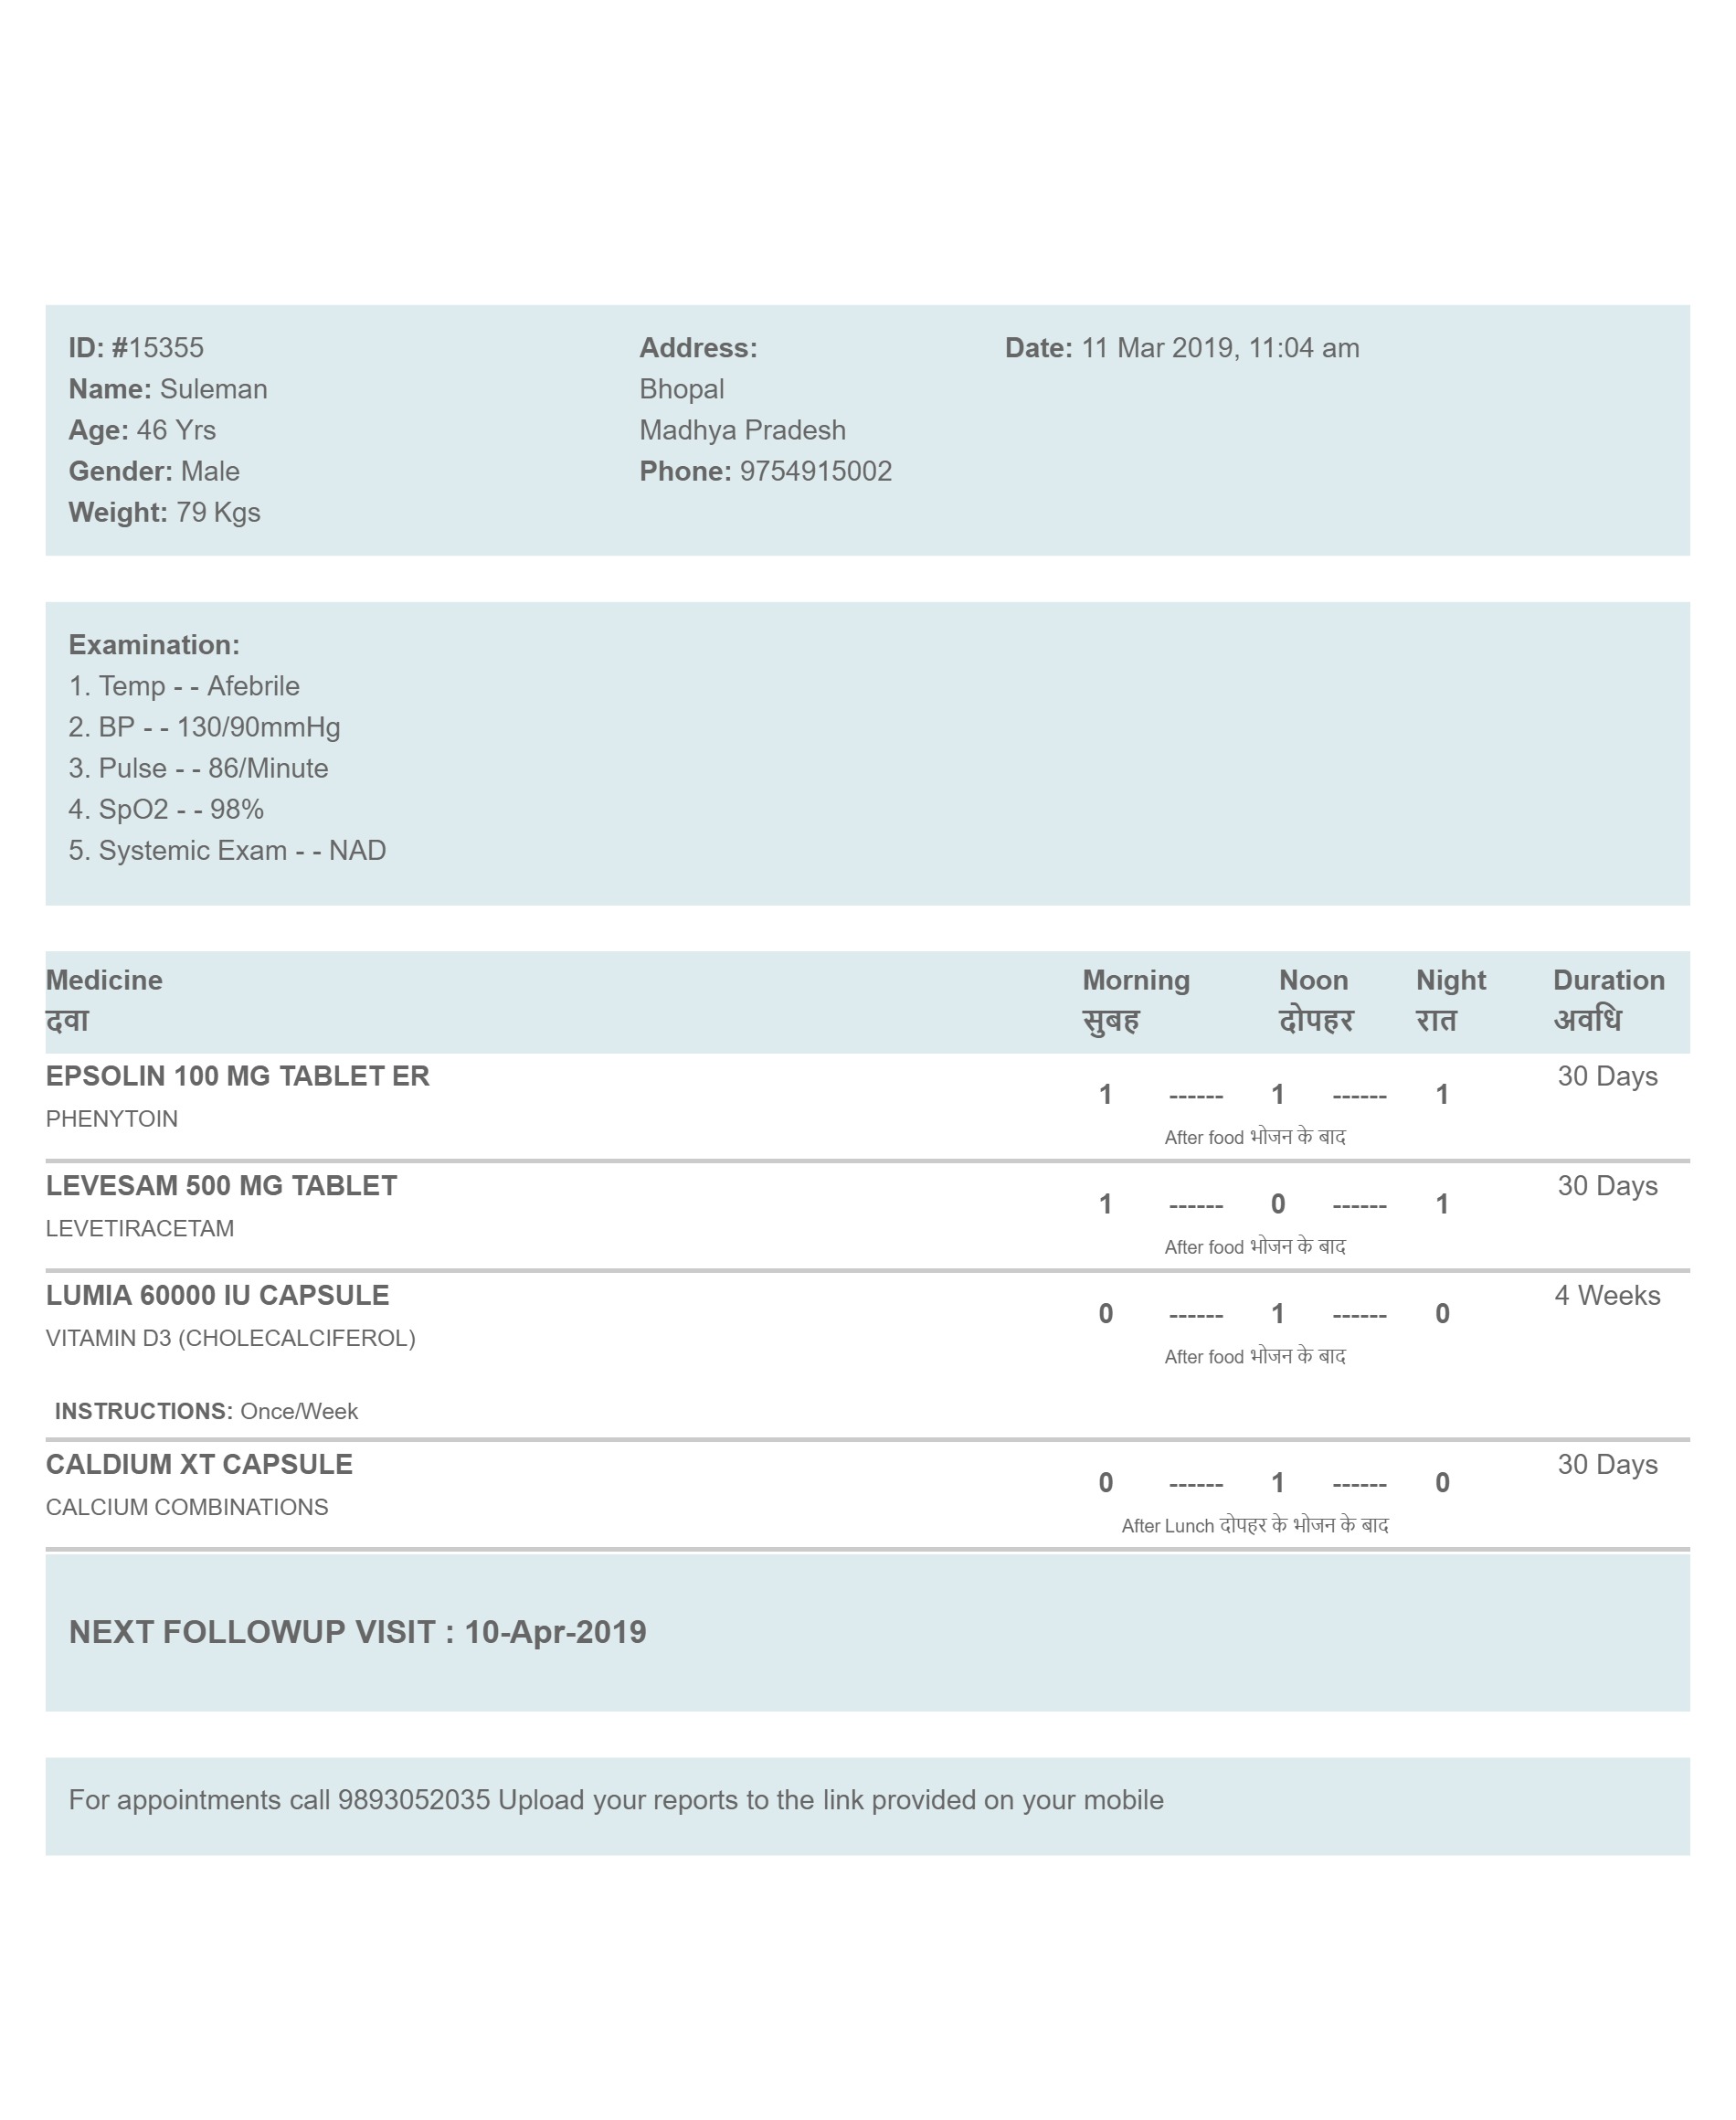 ID: #15355
Name: Suleman
Age: 46 Yrs
Gender: Male
Weight: 79 Kgs
Address:
Bhopal
Madhya Pradesh
Phone: 9754915002
Date: 11 Mar 2019, 11:04 am
Examination:
1. Temp - - Afebrile
2. BP - - 130/90mmHg
3. Pulse - - 86/Minute
4. SpO2 - - 98%
5. Systemic Exam - - NAD
Medicine Morning Noon Night Duration
दवा सुबह दोपहर रात अवधि
EPSOLIN 100 MG TABLET ER 1 ------ 1 ------ 1 30 Days
PHENYTOIN After food भोजन के बाद
LEVESAM 500 MG TABLET 1 ------ 0 ------ 1 30 Days
LEVETIRACETAM After food भोजन के बाद
LUMIA 60000 IU CAPSULE 0 ------ 1 ------ 0 4 Weeks
VITAMIN D3 (CHOLECALCIFEROL) After food भोजन के बाद
INSTRUCTIONS: Once/Week
CALDIUM XT CAPSULE 0 ------ 1 ------ 0 30 Days
CALCIUM COMBINATIONS After Lunch दोपहर के भोजन के बाद
NEXT FOLLOWUP VISIT : 10-Apr-2019
For appointments call 9893052035 Upload your reports to the link provided on your mobile